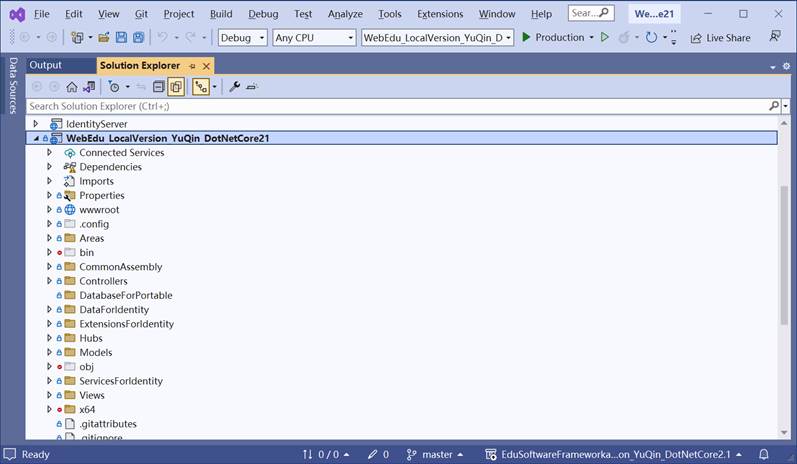 File Edit View Git Project Build Debug Test Analyze Tools Extensions Window Help Sear... We...e21
Debug Any CPU WebEdu_LocalVersion_YuQin_D Production Live Share
Data Sources
Output Solution Explorer
Search Solution Explorer (Ctrl+;)
IdentityServer
WebEdu_LocalVersion_YuQin_DotNetCore21
Connected Services
Dependencies
Imports
Properties
wwwroot
.config
Areas
bin
CommonAssembly
Controllers
DatabaseForPortable
DataForIdentity
ExtensionsForIdentity
Hubs
Models
obj
ServicesForIdentity
Views
x64
.gitattributes
.gitignore
Ready 0 / 0 0 master EduSoftwareFrameworka...on_YuQin_DotNetCore2.1